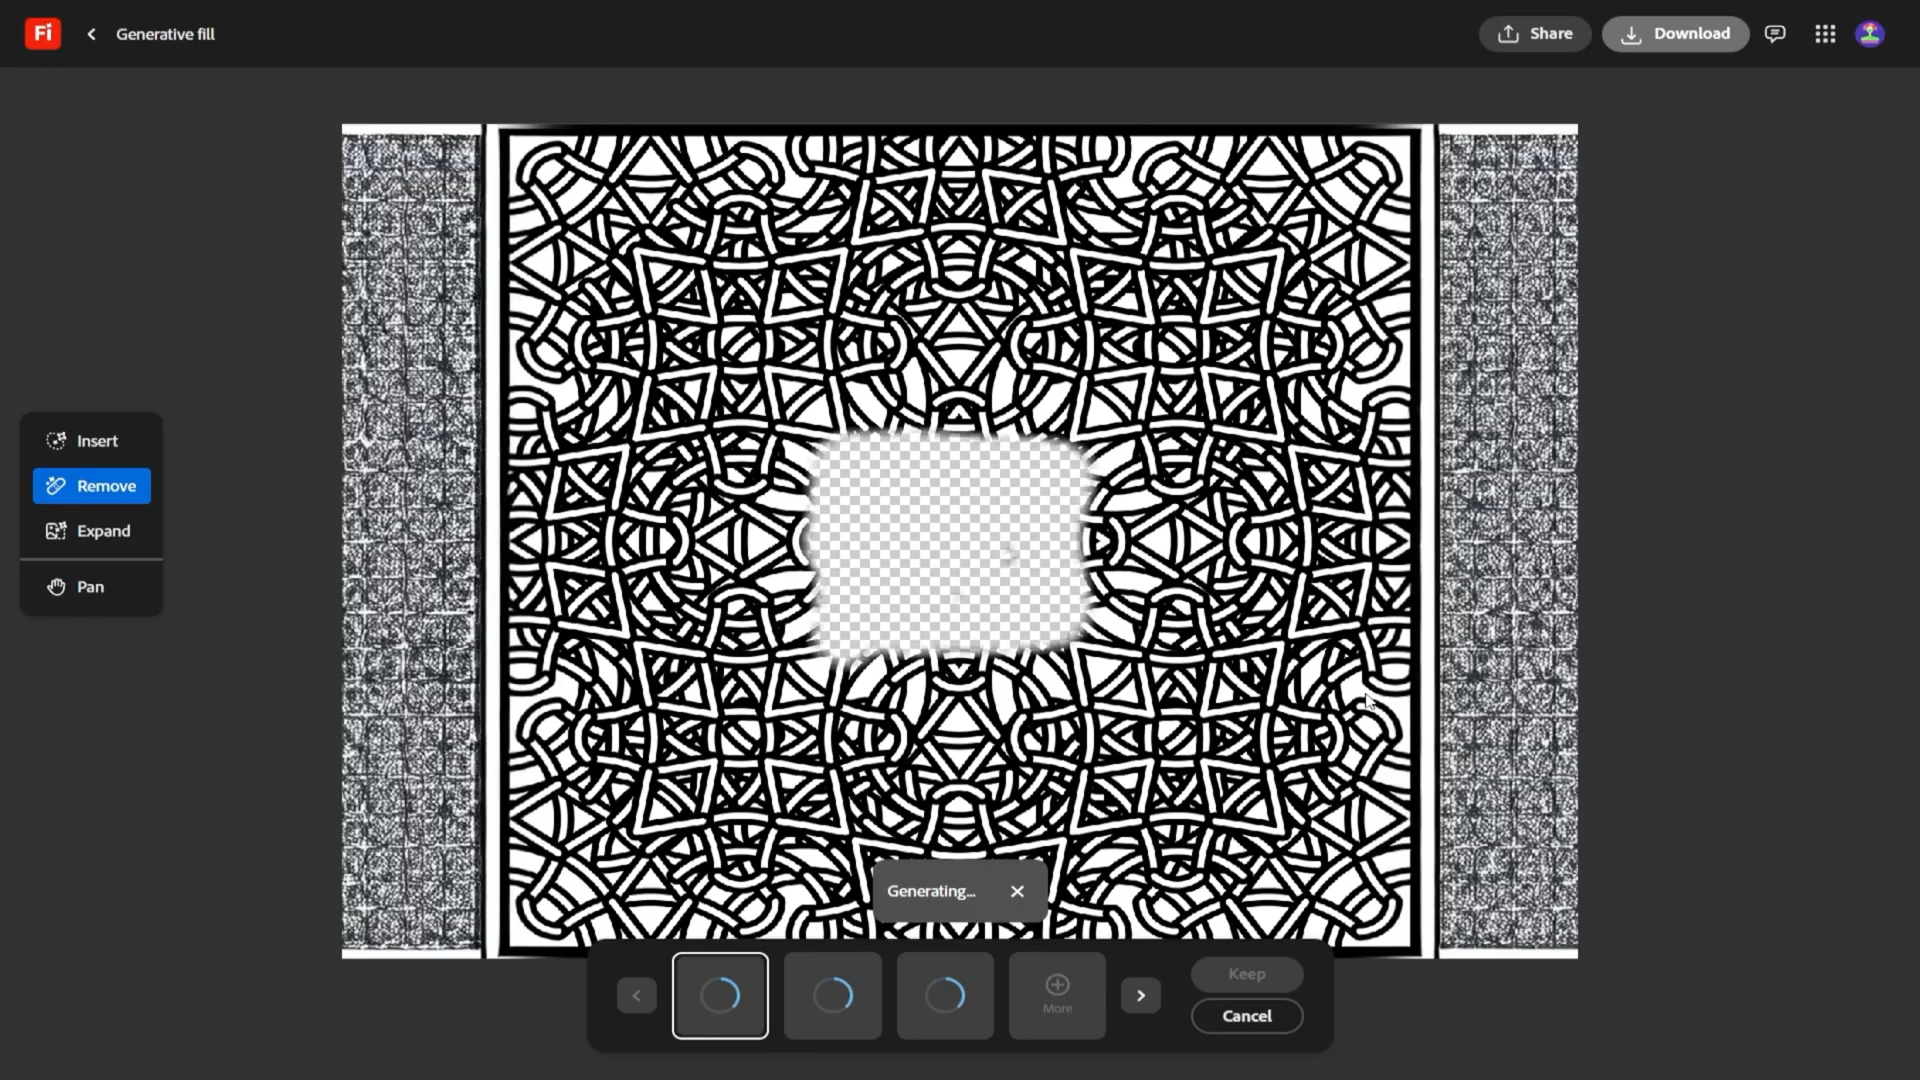 Fi
Generative fill
Share
Download
Insert
Remove
Expand
Pan
Generating...
More
Keep
Cancel